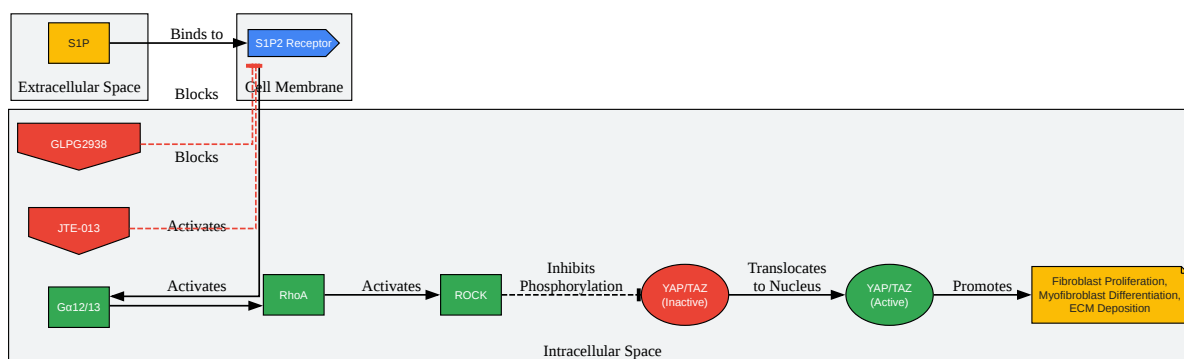 S1P
Binds to
S1P2 Receptor
Extracellular Space
Cell Membrane
Blocks
GLPG2938
Blocks
JTE-013
Activates
Gα12/13
Activates
RhoA
Activates
ROCK
Inhibits
Phosphorylation
YAP/TAZ
(Inactive)
Translocates
to Nucleus
YAP/TAZ
(Active)
Promotes
Fibroblast Proliferation,
Myofibroblast Differentiation,
ECM Deposition
Intracellular Space